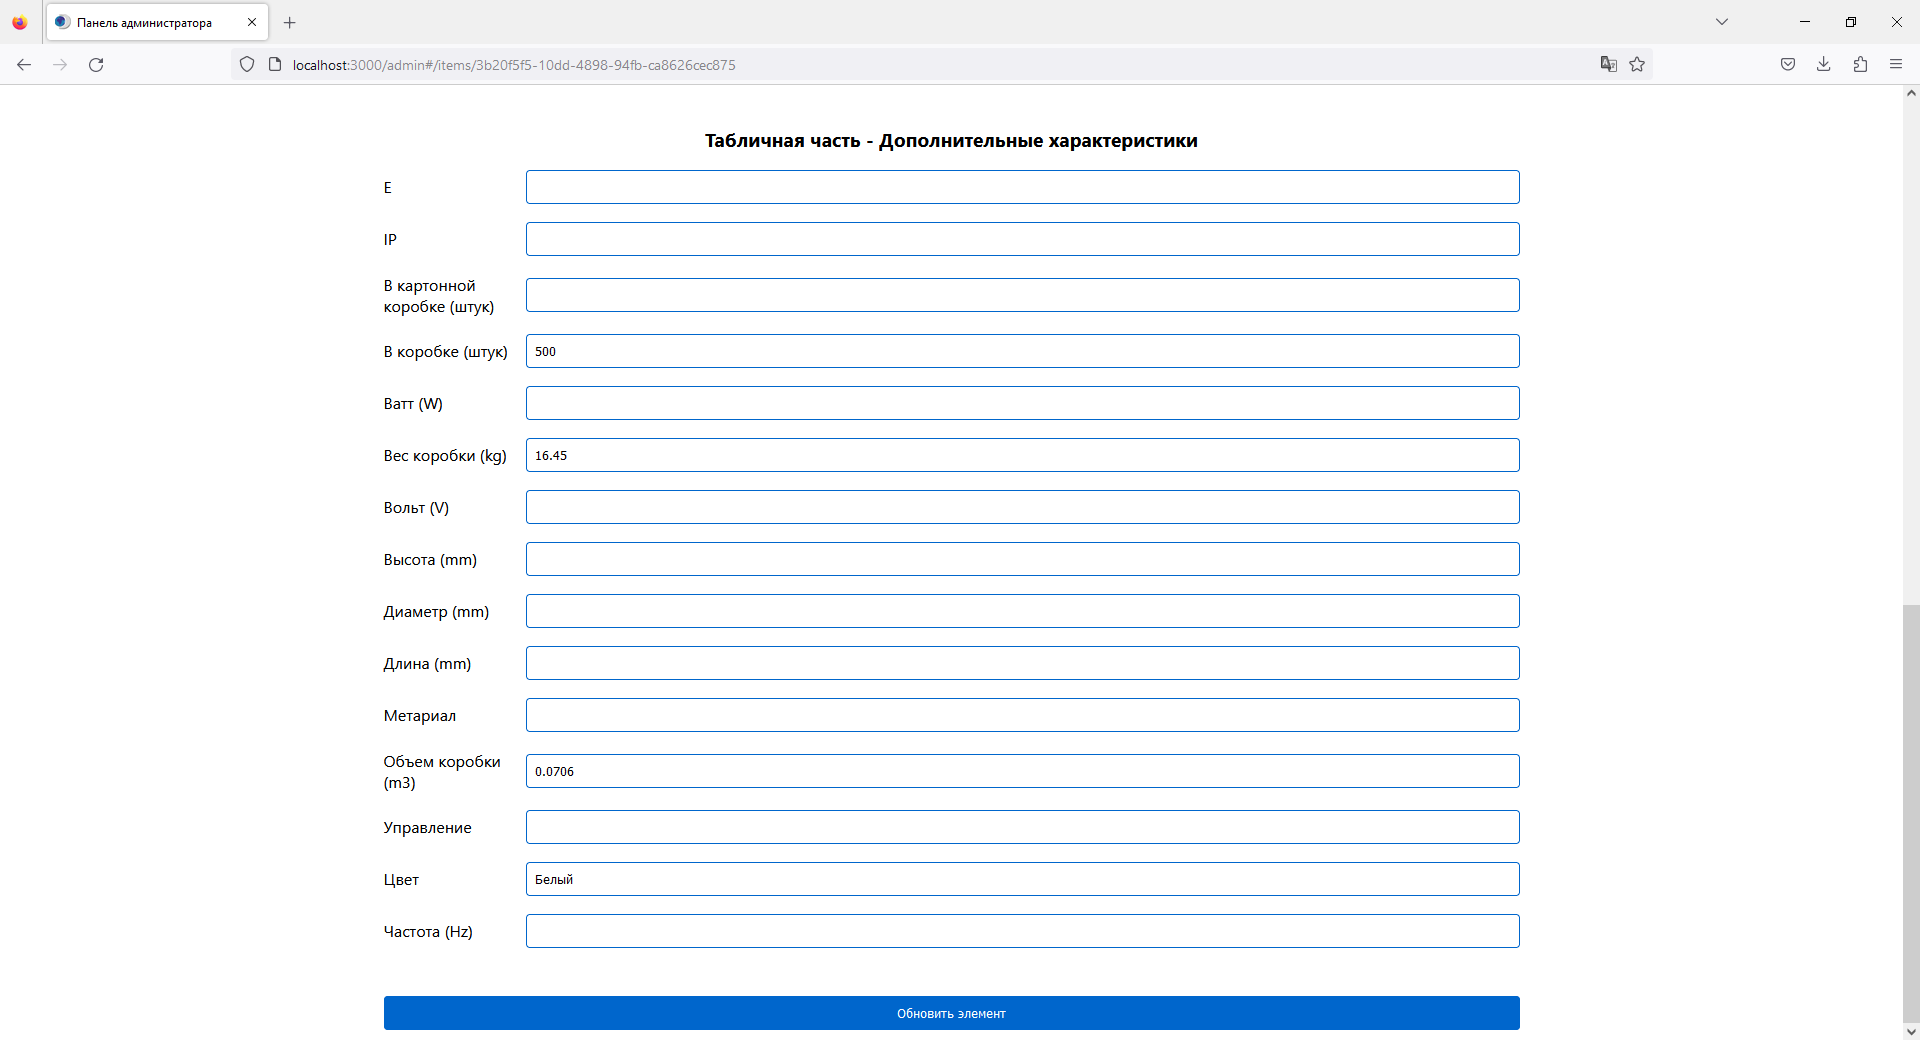 Панель администратора
localhost:3000/admin#/items/3b20f5f5-10dd-4898-94fb-ca8626cec875
Табличная часть - Дополнительные характеристики
E
IP
В картонной
коробке (штук)
В коробке (штук)
500
Ватт (W)
Вес коробки (kg)
16.45
Вольт (V)
Высота (mm)
Диаметр (mm)
Длина (mm)
Метариал
Объем коробки
(m3)
0.0706
Управление
Цвет
Белый
Частота (Hz)
Обновить элемент